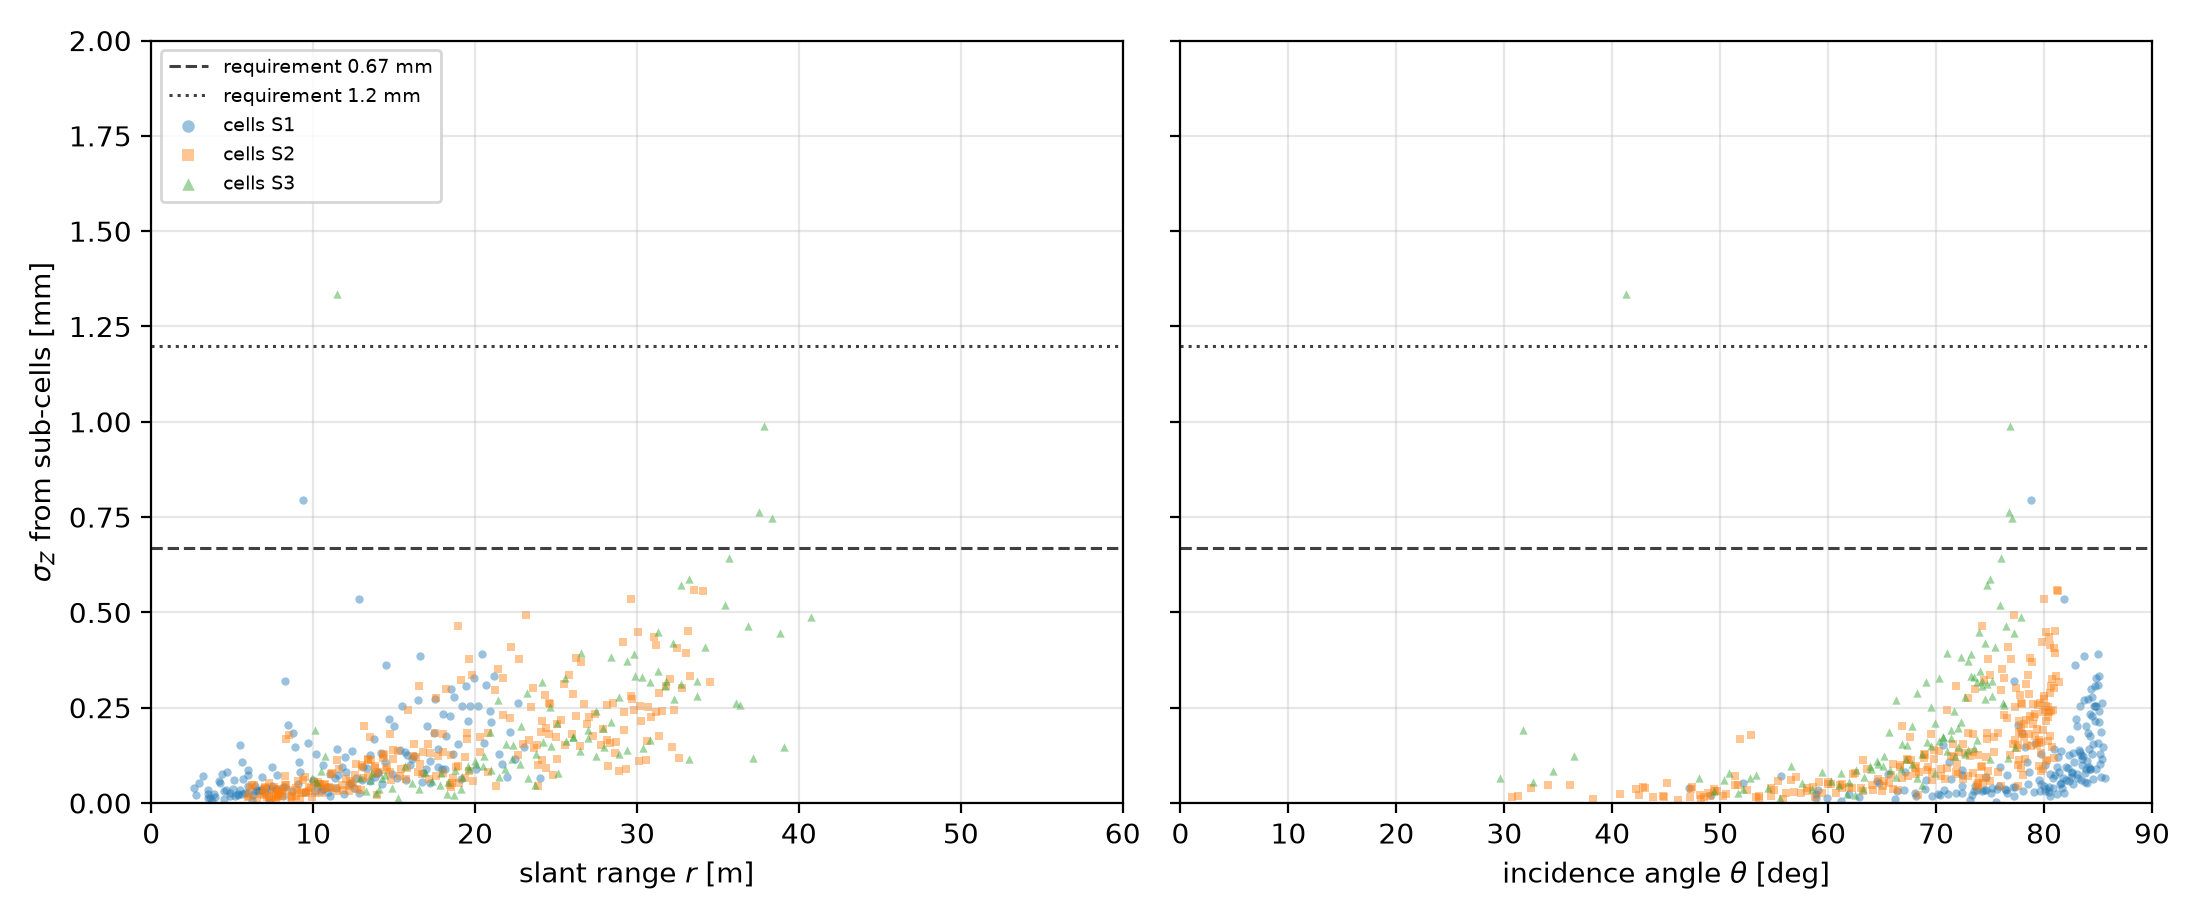 2.00
1.75
1.50
1.25
1.00
0.75
0.50
0.25
0.00
σZ from sub-cells [mm]
requirement 0.67 mm
requirement 1.2 mm
cells S1
cells S2
cells S3
0 10 20 30 40 50 60
slant range r [m]
0 10 20 30 40 50 60 70 80 90
incidence angle θ [deg]